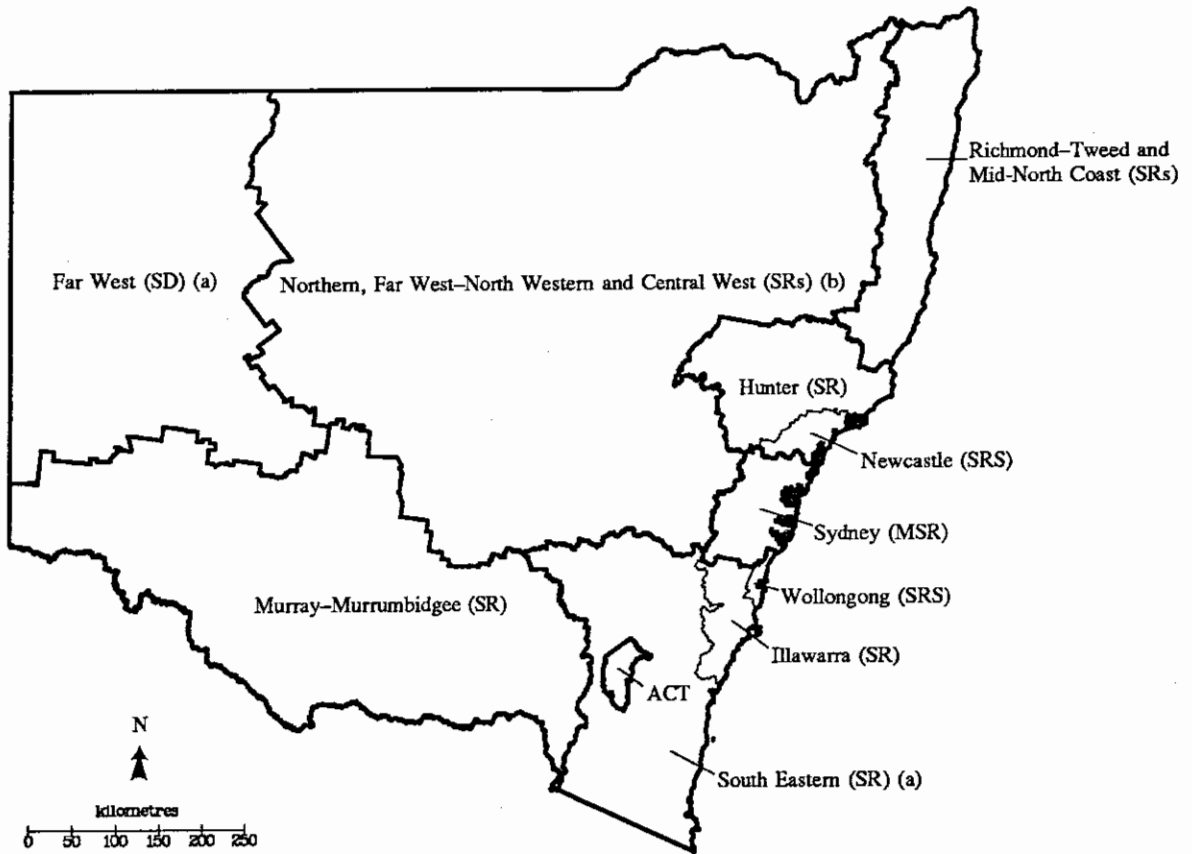 Richmond–Tweed and
Mid-North Coast (SRs)
Far West (SD) (a)
Northern, Far West–North Western and Central West (SRs) (b)
Hunter (SR)
Newcastle (SRS)
Sydney (MSR)
Wollongong (SRS)
Murray–Murrumbidgee (SR)
Illawarra (SR)
ACT
N
South Eastern (SR) (a)
kilometres
0 50 100 150 200 250